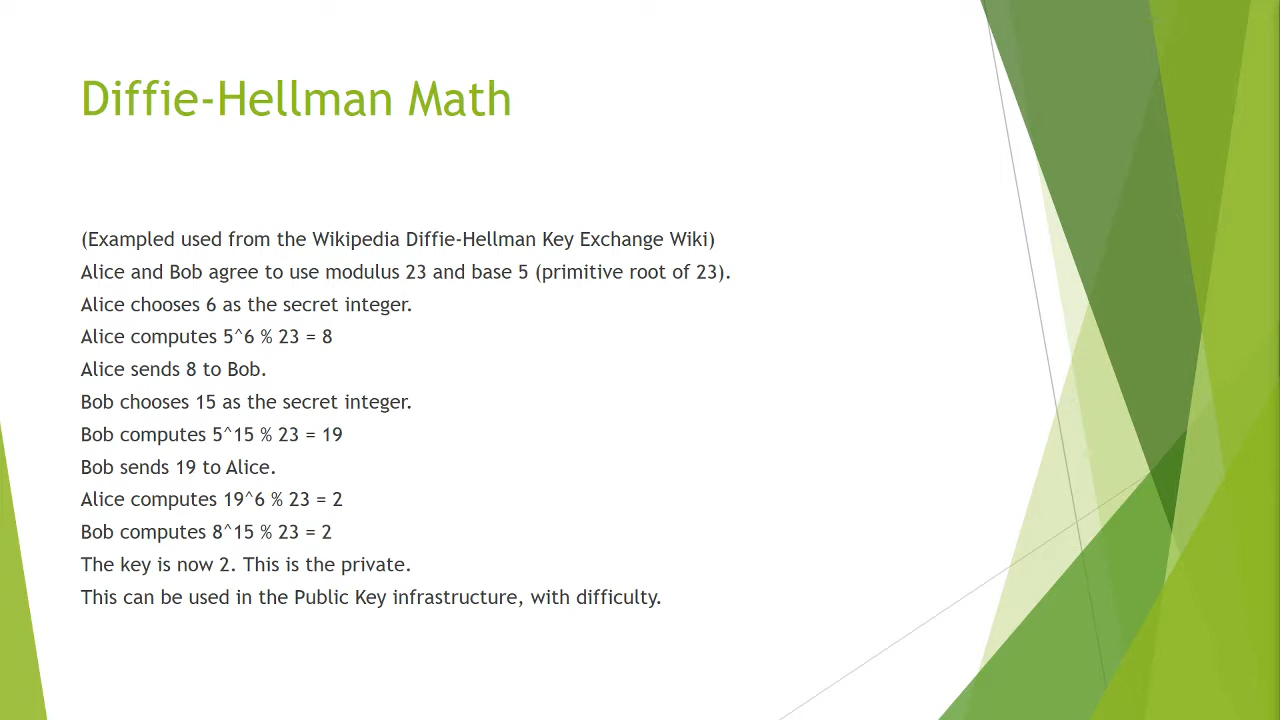 Diffie-Hellman Math
(Exampled used from the Wikipedia Diffie-Hellman Key Exchange Wiki)
Alice and Bob agree to use modulus 23 and base 5 (primitive root of 23).
Alice chooses 6 as the secret integer.
Alice computes 5^6 % 23 = 8
Alice sends 8 to Bob.
Bob chooses 15 as the secret integer.
Bob computes 5^15 % 23 = 19
Bob sends 19 to Alice.
Alice computes 19^6 % 23 = 2
Bob computes 8^15 % 23 = 2
The key is now 2. This is the private.
This can be used in the Public Key infrastructure, with difficulty.